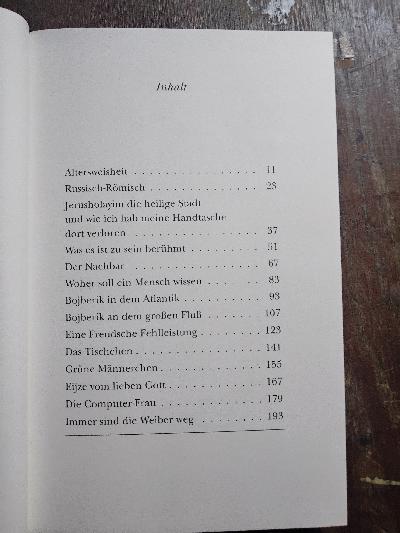 Inhalt
Altersweisheit . . . . . . . . . . . . . . . . 11
Russisch-Römisch . . . . . . . . . . . . . . 23
Jerusholayim die heilige Stadt
und wie ich hab meine Handtasche
dort verloren . . . . . . . . . . . . . . . . 37
Was es ist zu sein berühmt . . . . . . . . . 51
Der Nachbar . . . . . . . . . . . . . . . . . 67
Woher soll ein Mensch wissen . . . . . . . 83
Bojberik in dem Atlantik . . . . . . . . . . 93
Bojberik an dem großen Fluß . . . . . . . 107
Eine Freudsche Fehlleistung . . . . . . . . 123
Das Tischchen . . . . . . . . . . . . . . . . 141
Grüne Männerchen . . . . . . . . . . . . . 155
Eijze vom lieben Gott . . . . . . . . . . . . 167
Die Computer-Frau . . . . . . . . . . . . . 179
Immer sind die Weiber weg . . . . . . . . 193